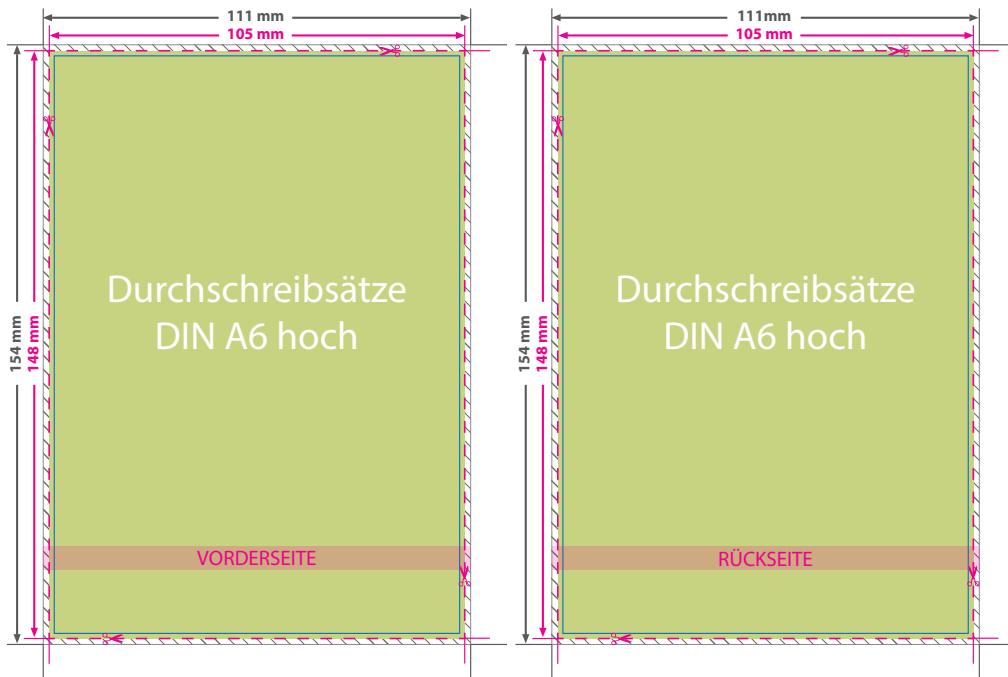 111 mm
105 mm
154 mm
148 mm
Durchschreibsätze
DIN A6 hoch
VORDERSEITE
111mm
105 mm
154 mm
148 mm
Durchschreibsätze
DIN A6 hoch
RÜCKSEITE